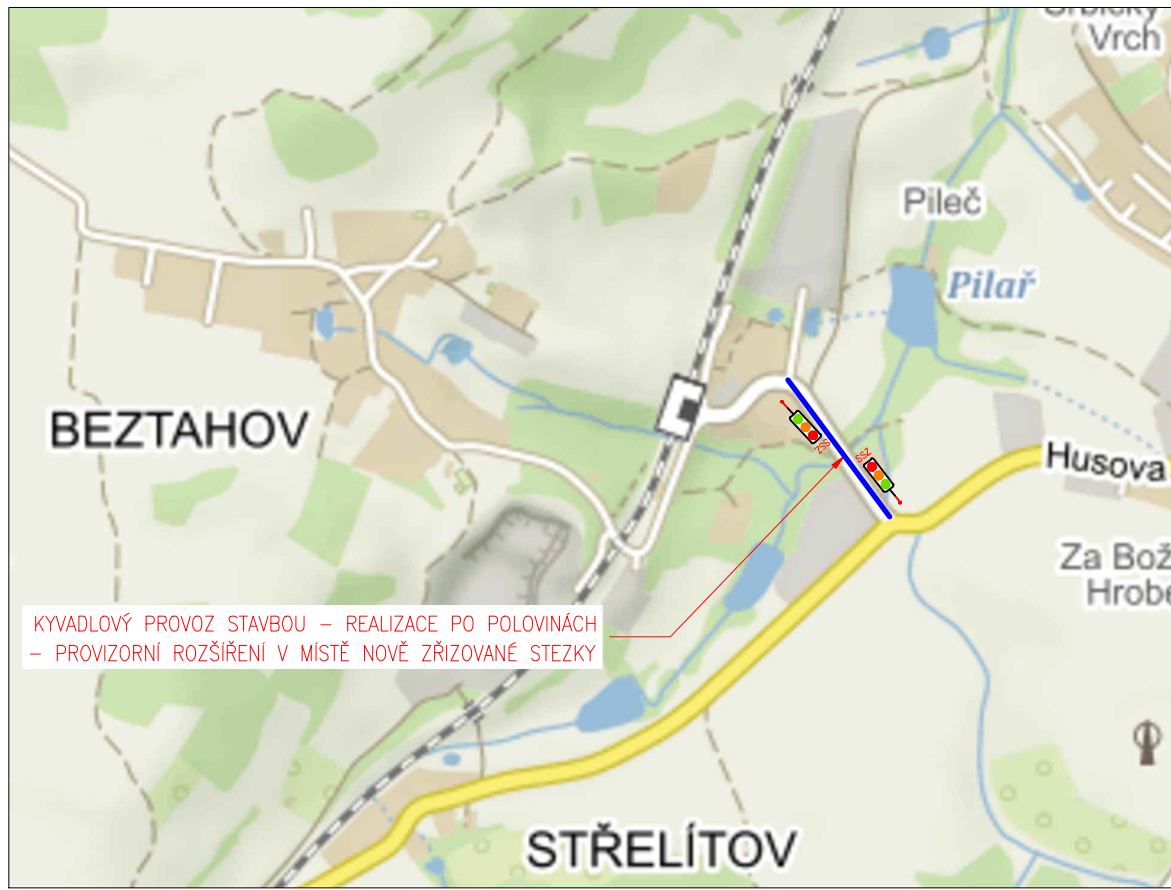 Vrch
Pileč
Pilař
BEZTAHOV
SSZ
SSZ
Husova
Za Bož
Hrobe
KYVADLOVÝ PROVOZ STAVBOU – REALIZACE PO POLOVINÁCH
– PROVIZORNÍ ROZŠÍŘENÍ V MÍSTĚ NOVĚ ZŘIZOVANÉ STEZKY
STŘELÍTOV